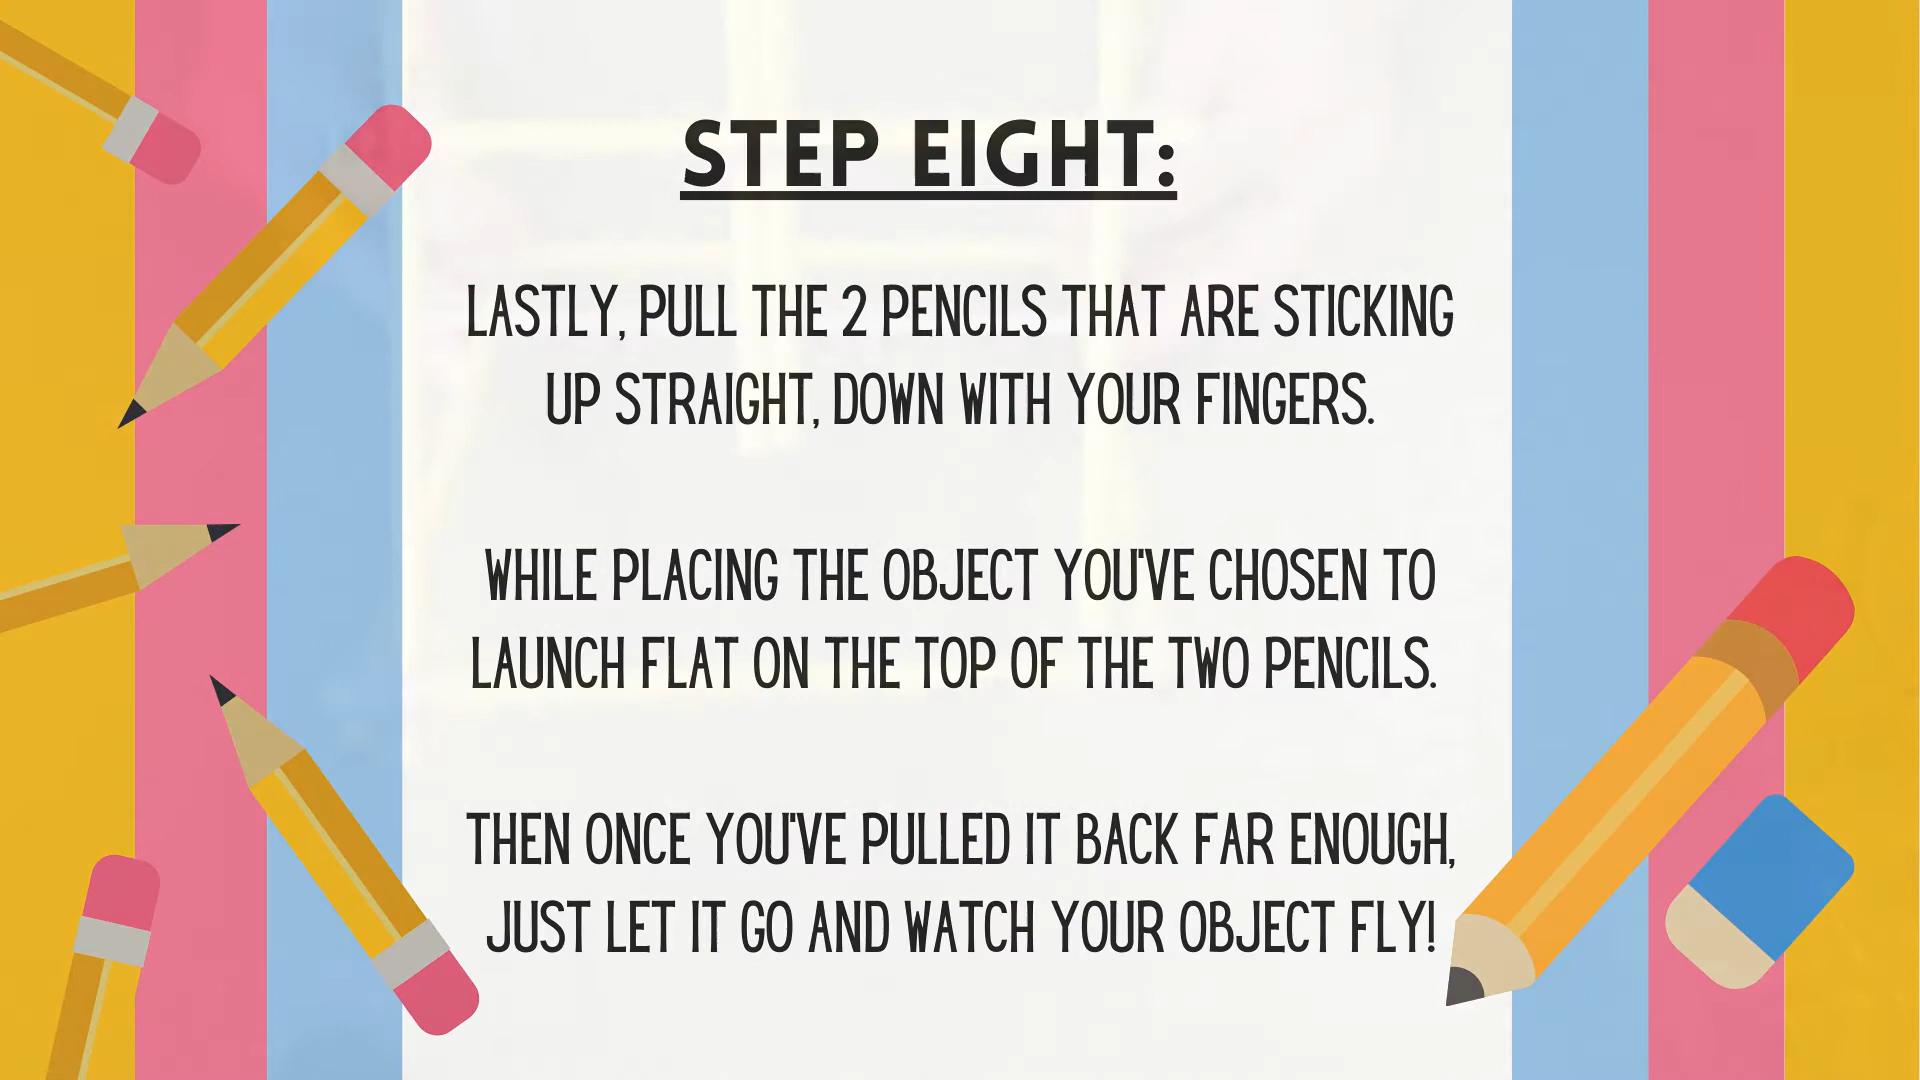 STEP EIGHT:
LASTLY, PULL THE 2 PENCILS THAT ARE STICKING
UP STRAIGHT, DOWN WITH YOUR FINGERS.
WHILE PLACING THE OBJECT YOU'VE CHOSEN TO
LAUNCH FLAT ON THE TOP OF THE TWO PENCILS.
THEN ONCE YOU'VE PULLED IT BACK FAR ENOUGH,
JUST LET IT GO AND WATCH YOUR OBJECT FLY!